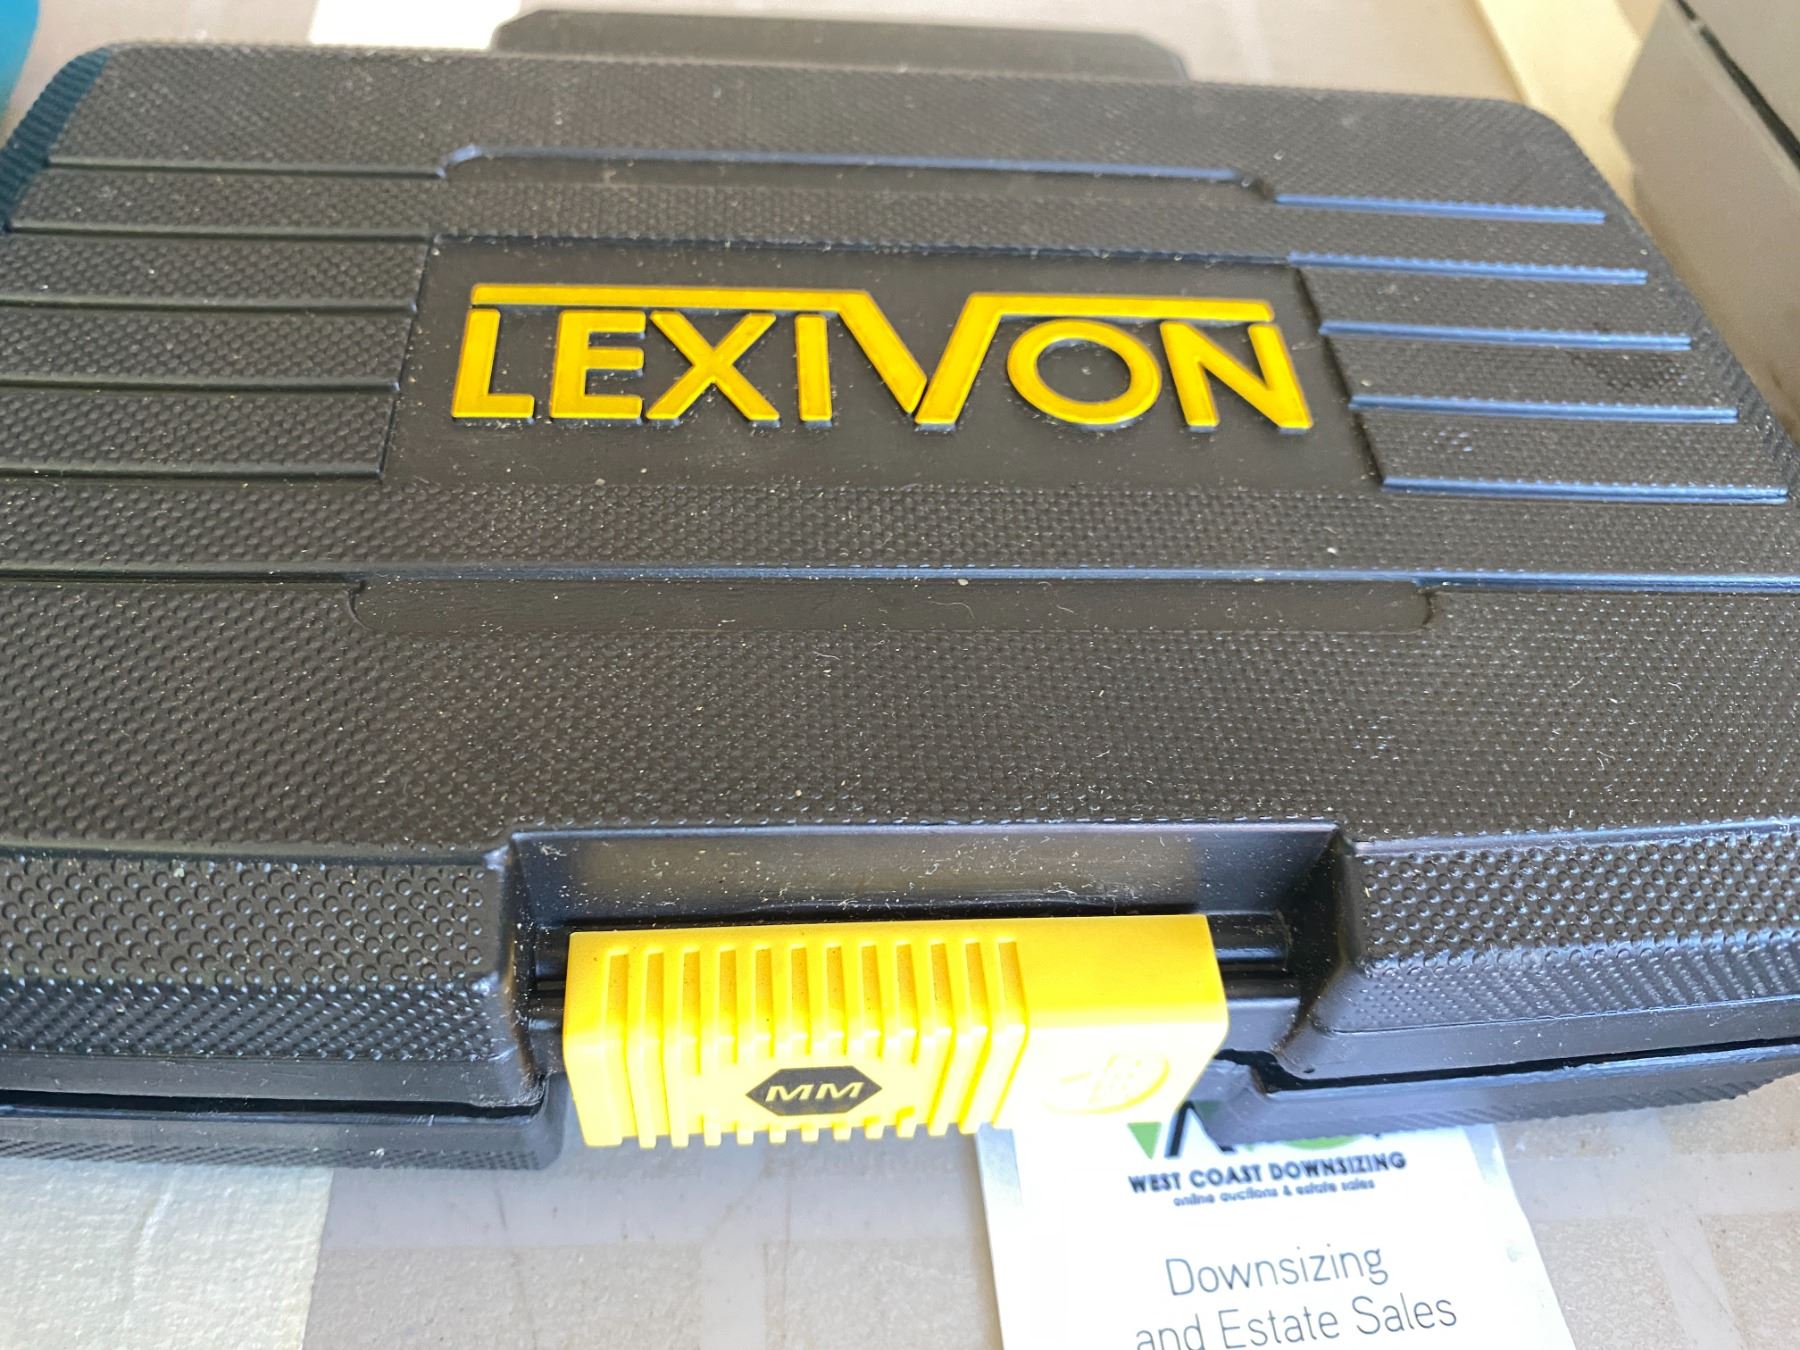 LEXIVON
MM
WEST COAST DOWNSIZING
online auctions & estate sales
Downsizing
and Estate Sales